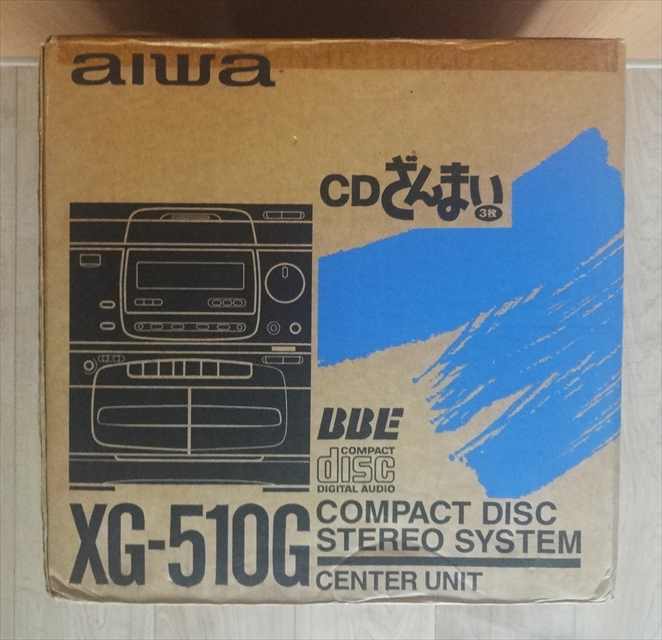 aiwa
CDざんまい
3枚
BBE
COMPACT
disc
DIGITAL AUDIO
XG-510G
COMPACT DISC
STEREO SYSTEM
CENTER UNIT